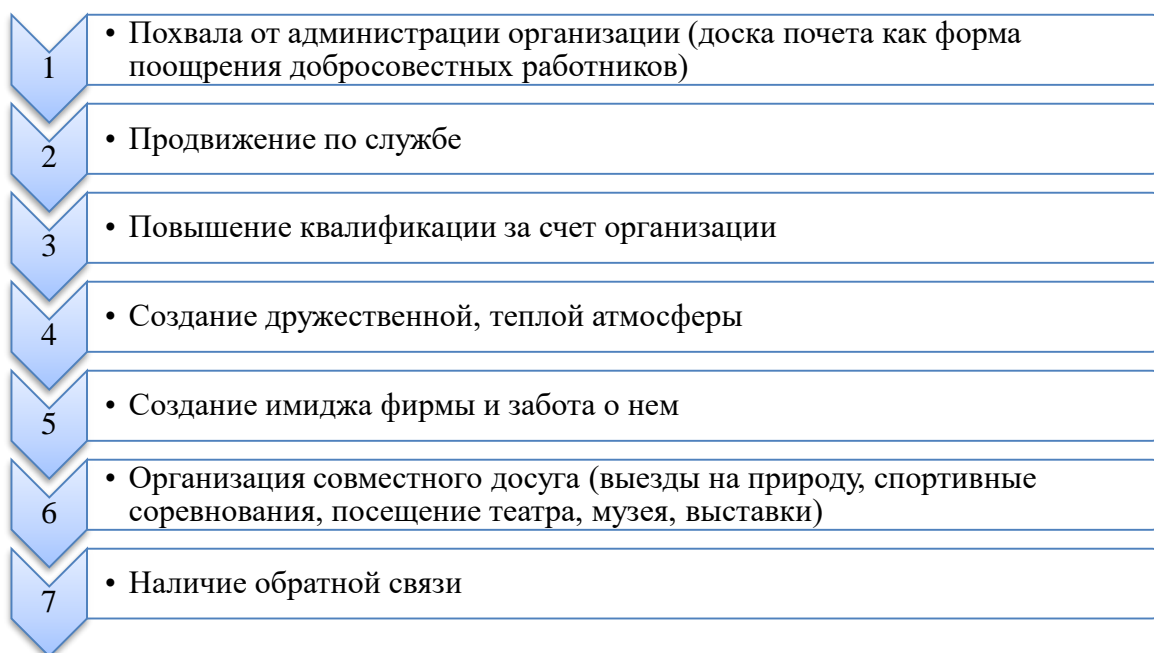 1
• Похвала от администрации организации (доска почета как форма
поощрения добросовестных работников)
2
• Продвижение по службе
3
• Повышение квалификации за счет организации
4
• Создание дружественной, теплой атмосферы
5
• Создание имиджа фирмы и забота о нем
6
• Организация совместного досуга (выезды на природу, спортивные
соревнования, посещение театра, музея, выставки)
7
• Наличие обратной связи